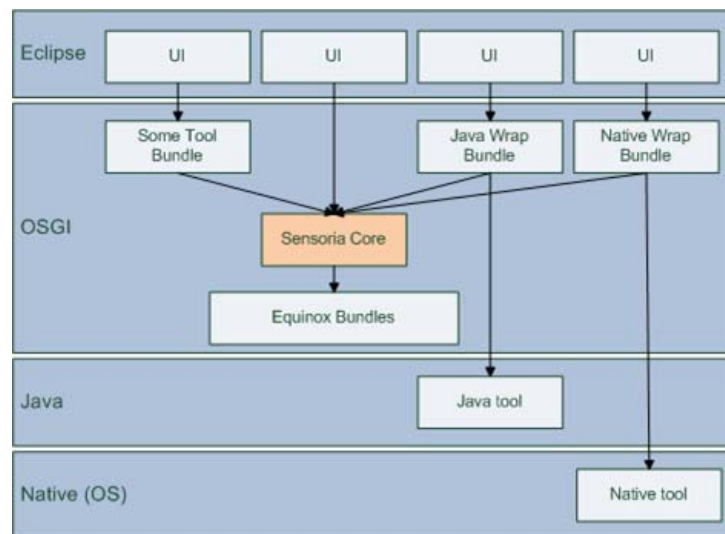 Eclipse
UI
UI
UI
UI
Some Tool
Bundle
Java Wrap
Bundle
Native Wrap
Bundle
OSGI
Sensoria Core
Equinox Bundles
Java
Java tool
Native (OS)
Native tool